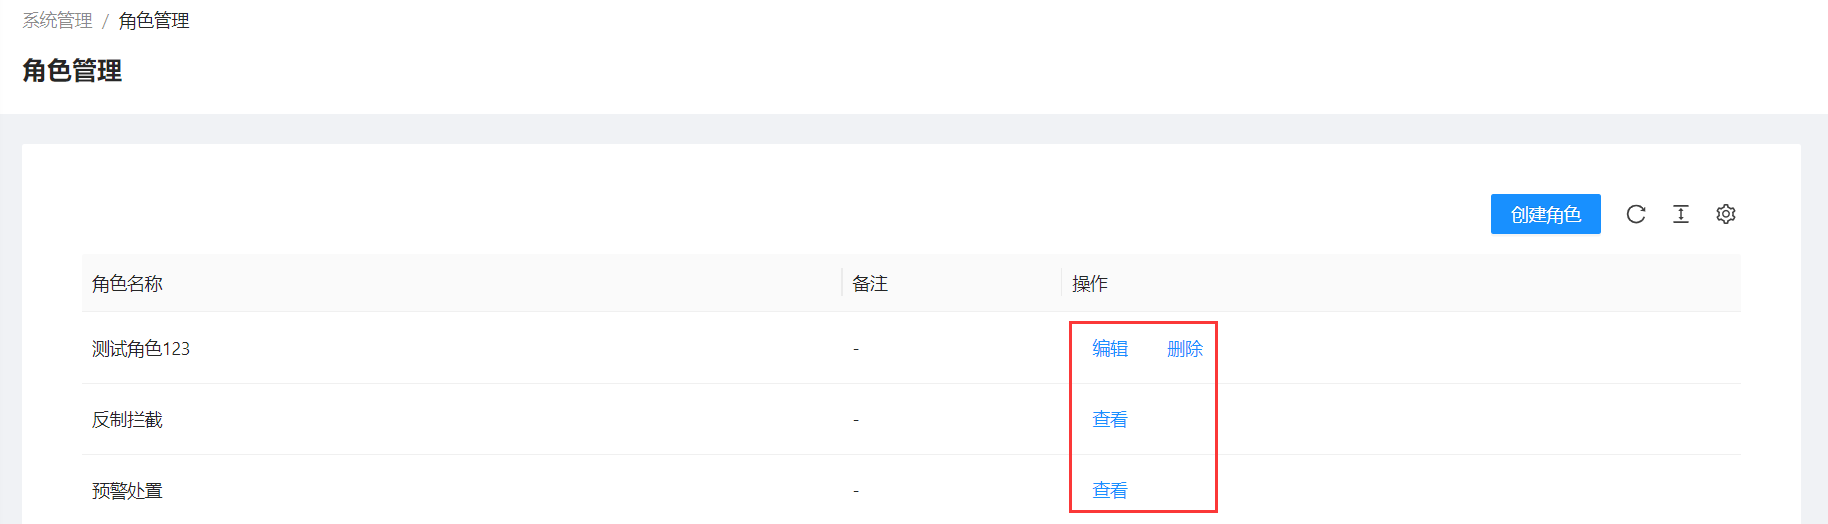 系统管理 / 角色管理
角色管理
创建角色
角色名称 备注 操作
测试角色123 - 编辑 删除
反制拦截 - 查看
预警处置 - 查看